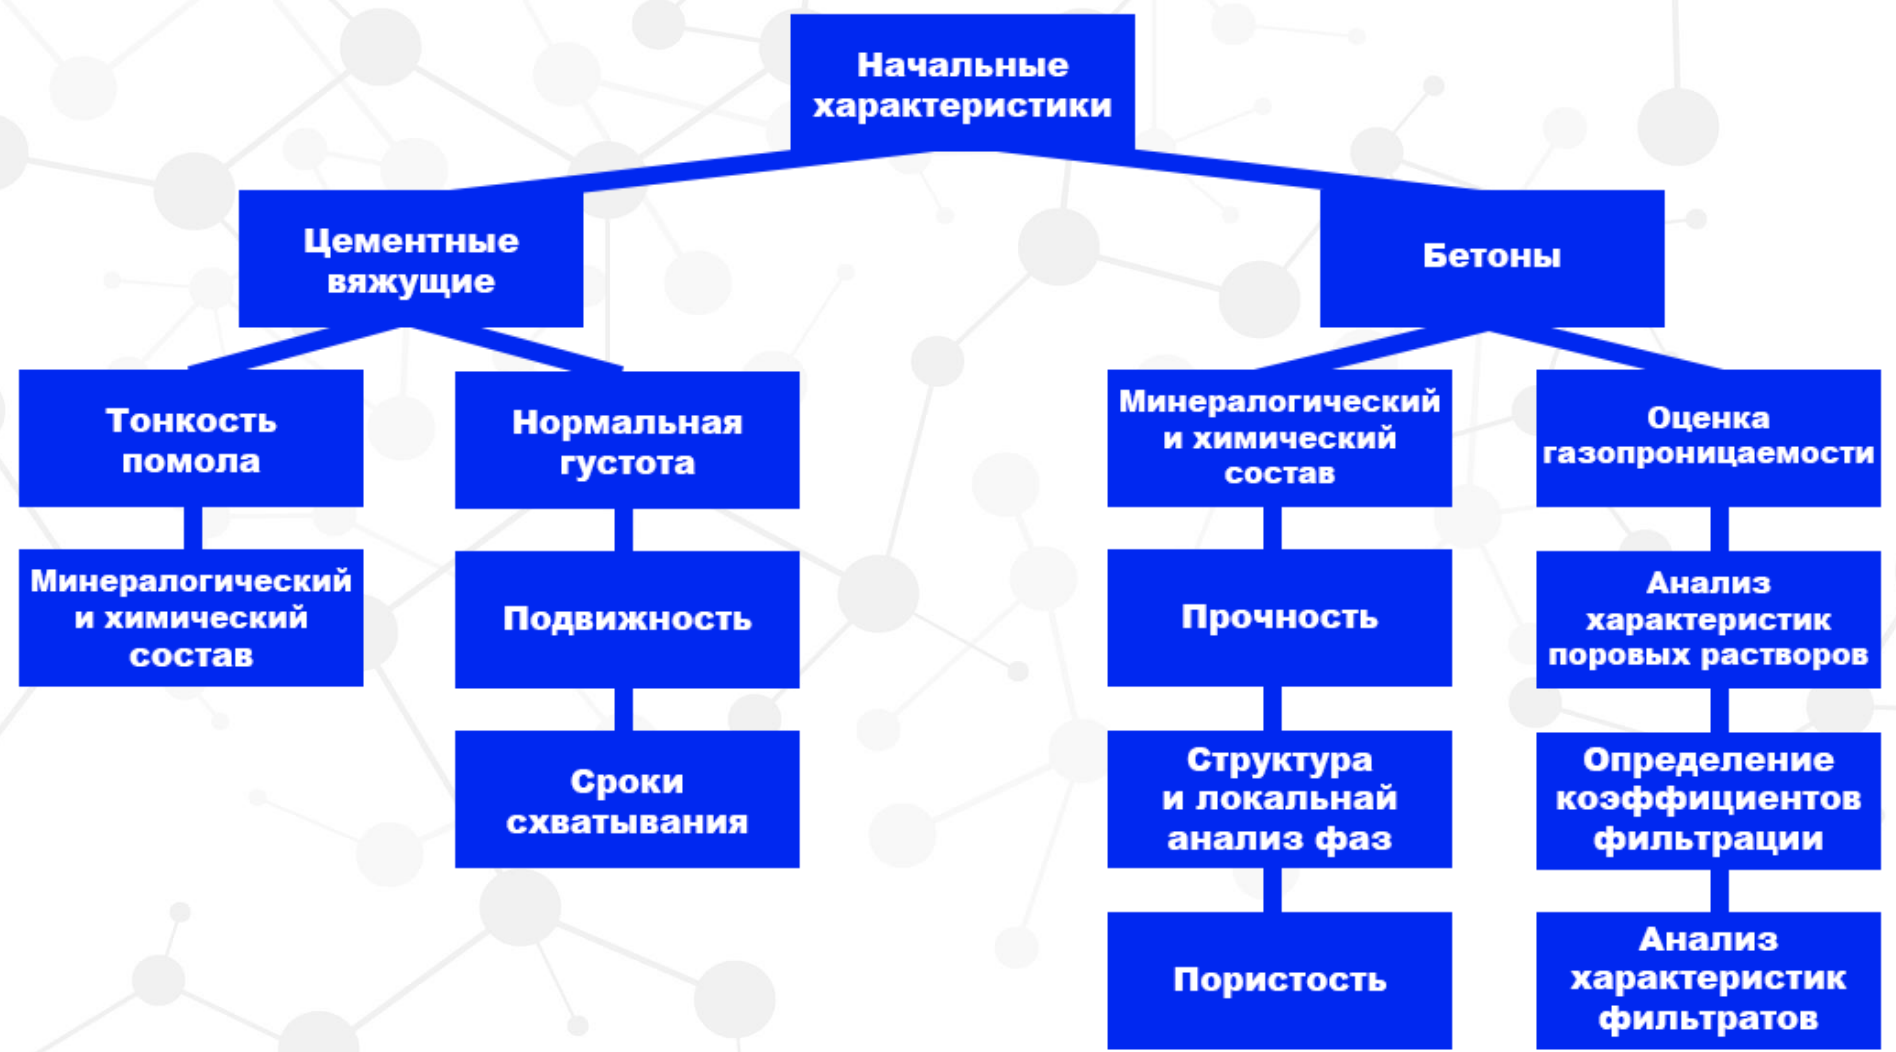 Начальные
характеристики
Цементные
вяжущие
Бетоны
Тонкость
помола
Нормальная
густота
Минералогический
и химический
состав
Оценка
газопроницаемости
Минералогический
и химический
состав
Подвижность
Прочность
Анализ
характеристик
поровых растворов
Сроки
схватывания
Структура
и локальнай
анализ фаз
Определение
коэффициентов
фильтрации
Пористость
Анализ
характеристик
фильтратов